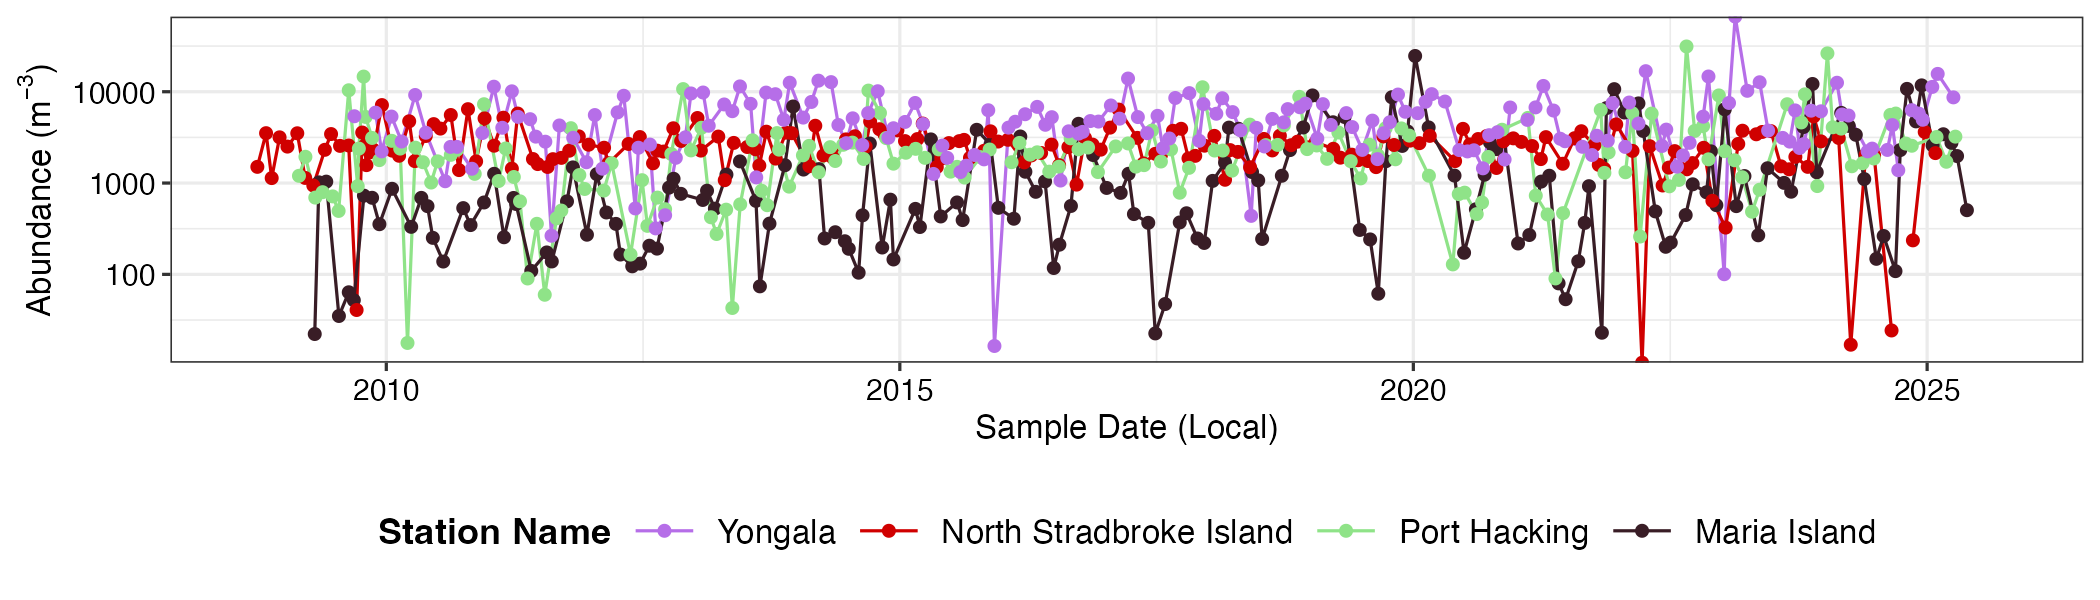 Abundance (m⁻³)
10000
1000
100
2010 2015 2020 2025
Sample Date (Local)
Station Name Yongala North Stradbroke Island Port Hacking Maria Island